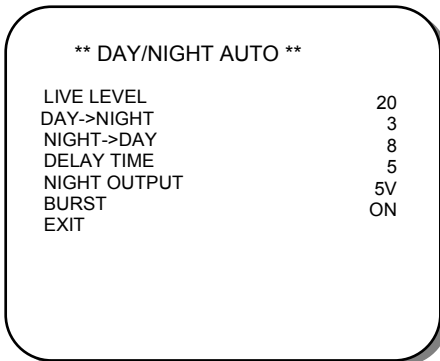 ** DAY/NIGHT AUTO **
LIVE LEVEL 20
DAY->NIGHT 3
NIGHT->DAY 8
DELAY TIME 5
NIGHT OUTPUT 5V
BURST ON
EXIT